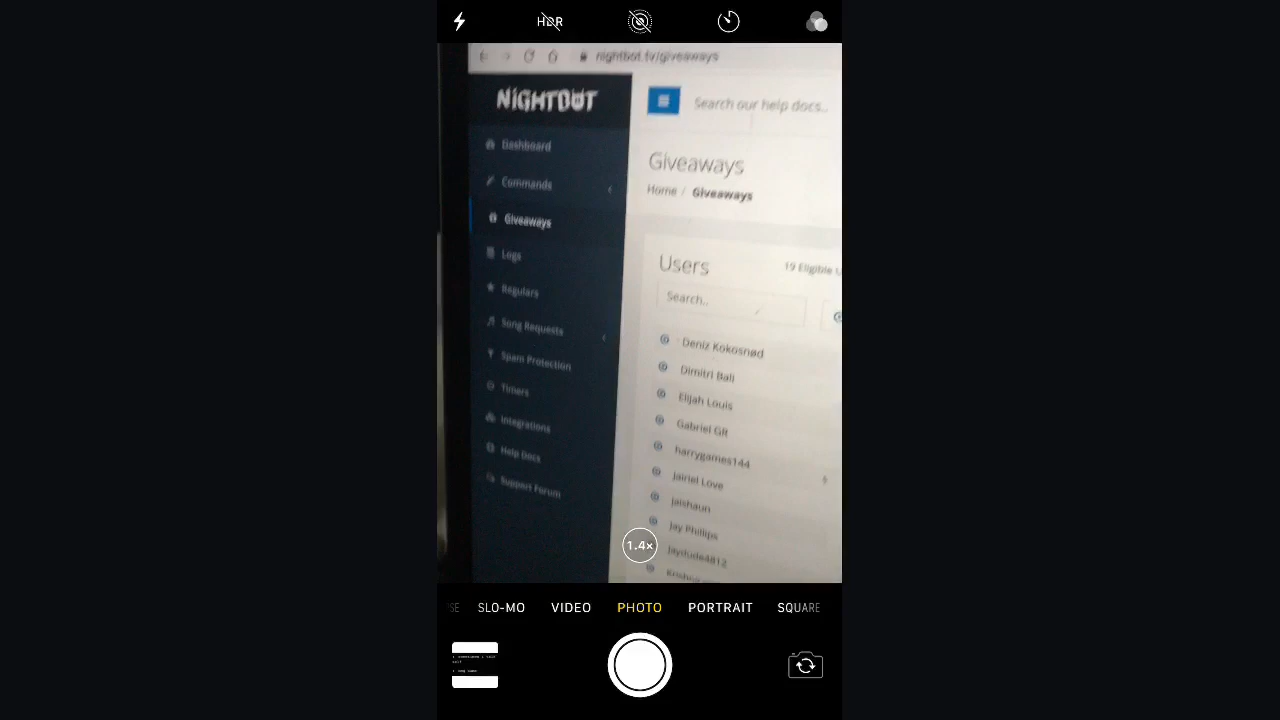 HDR
nightbot.tv/giveaways
NIGHTBOT
Search our help docs..
Dashboard
Giveaways
Commands
Home / Giveaways
Giveaways
Logs
Users
19 Eligible
Regulars
Search..
Song Requests
Deniz Kokosnød
Spam Protection
Dimitri Bali
Timers
Elijah Louis
Integrations
Gabriel GR
Help Docs
harrygames144
Support Forum
Jairiel Love
Jaishaun
Jay Phillips
1.4×
Jaydude4812
SLO-MO VIDEO PHOTO PORTRAIT SQUARE